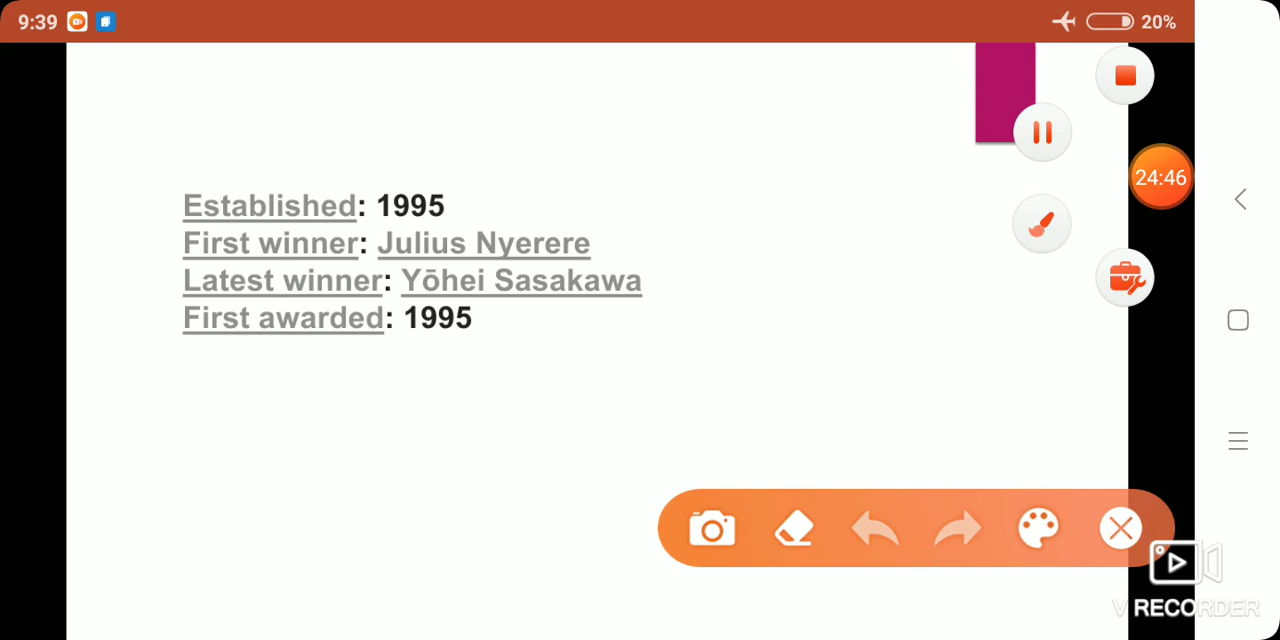 9:39
20%
24:46
Established: 1995
First winner: Julius Nyerere
Latest winner: Yōhei Sasakawa
First awarded: 1995
V RECORDER